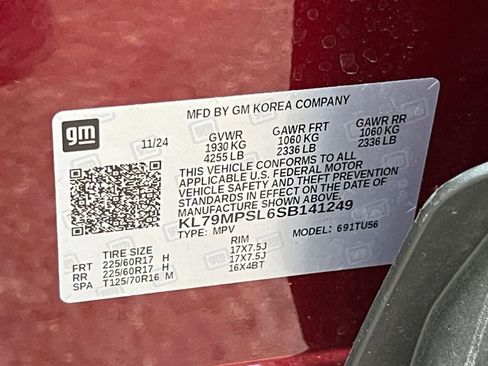 gm
MFD BY GM KOREA COMPANY
11/24
GVWR GAWR FRT GAWR RR
1930 KG 1060 KG 1060 KG
4255 LB 2336 LB 2336 LB
THIS VEHICLE CONFORMS TO ALL
APPLICABLE U.S. FEDERAL MOTOR
VEHICLE SAFETY AND THEFT PREVENTION
STANDARDS IN EFFECT ON THE DATE OF
MANUFACTURE SHOWN ABOVE.
KL79MPSL6SB141249
TYPE: MPV MODEL: 691TU56
TIRE SIZE RIM
FRT 225/60R17 H 17X7.5J
RR 225/60R17 H 17X7.5J
SPA T125/70R16 M 16X4BT